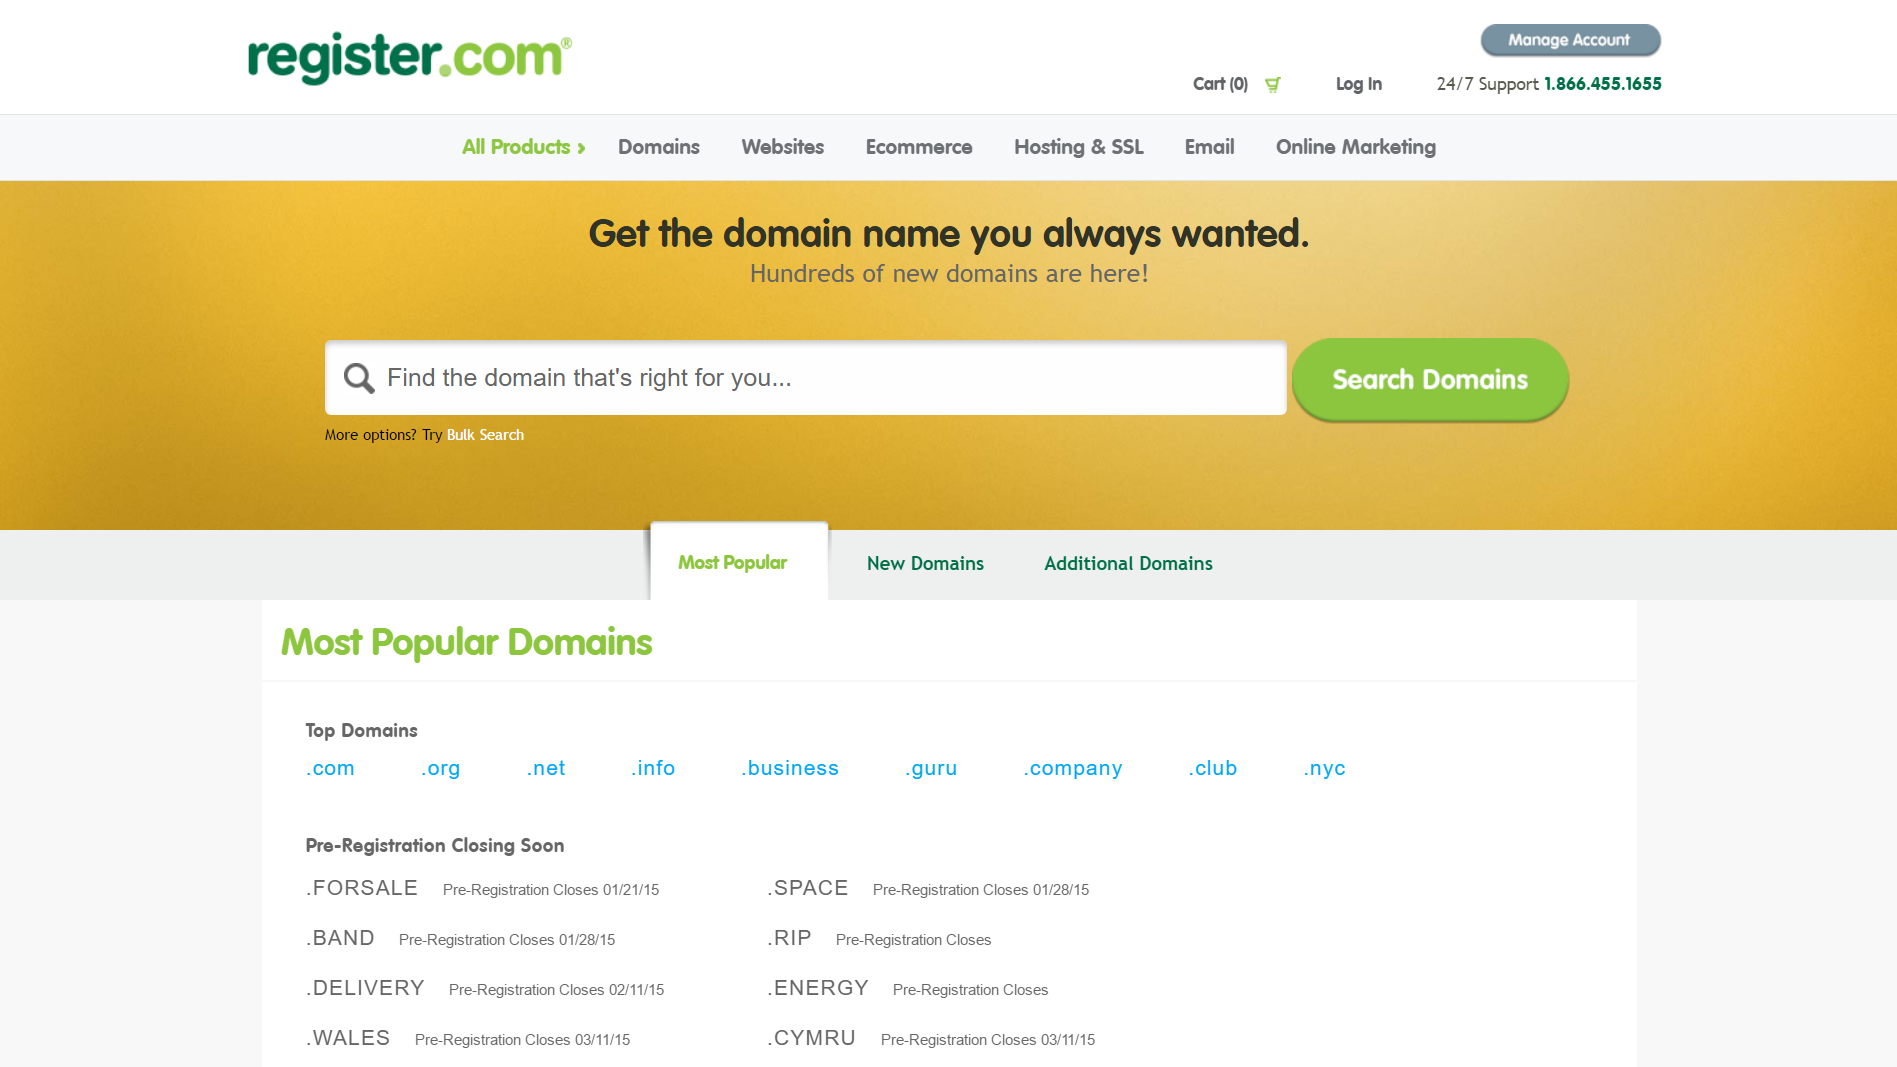 register.com®
Manage Account
Cart (0)
Log In
24/7 Support 1.866.455.1655
All Products ›
Domains
Websites
Ecommerce
Hosting & SSL
Email
Online Marketing
Get the domain name you always wanted.
Hundreds of new domains are here!
Find the domain that's right for you...
Search Domains
More options? Try Bulk Search
Most Popular
New Domains
Additional Domains
Most Popular Domains
Top Domains
.com .org .net .info .business .guru .company .club .nyc
Pre-Registration Closing Soon
.FORSALE Pre-Registration Closes 01/21/15
.SPACE Pre-Registration Closes 01/28/15
.BAND Pre-Registration Closes 01/28/15
.RIP Pre-Registration Closes
.DELIVERY Pre-Registration Closes 02/11/15
.ENERGY Pre-Registration Closes
.WALES Pre-Registration Closes 03/11/15
.CYMRU Pre-Registration Closes 03/11/15